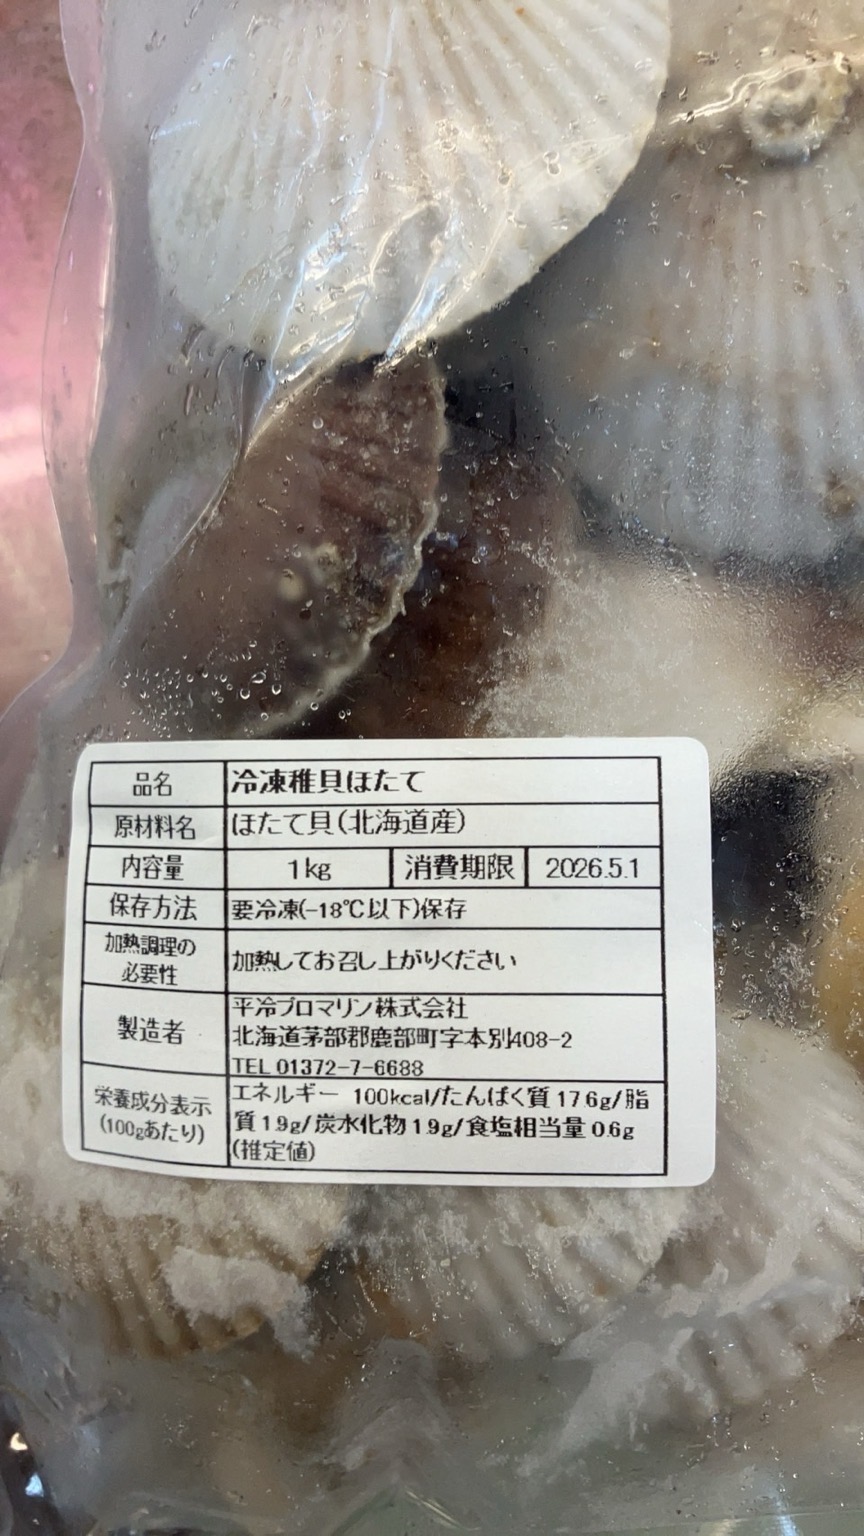 品名 冷凍稚貝ほたて
原材料名 ほたて貝(北海道産)
内容量 1kg 消費期限 2026.5.1
保存方法 要冷凍(-18℃以下)保存
加熱調理の
必要性
加熱してお召し上がりください
製造者
平冷プロマリン株式会社
北海道茅部郡鹿部町字本別408-2
TEL 01372-7-6688
栄養成分表示
(100gあたり)
エネルギー 100kcal/たんぱく質 17.6g/脂
質 1.9g/炭水化物 1.9g/食塩相当量 0.6g
(推定値)